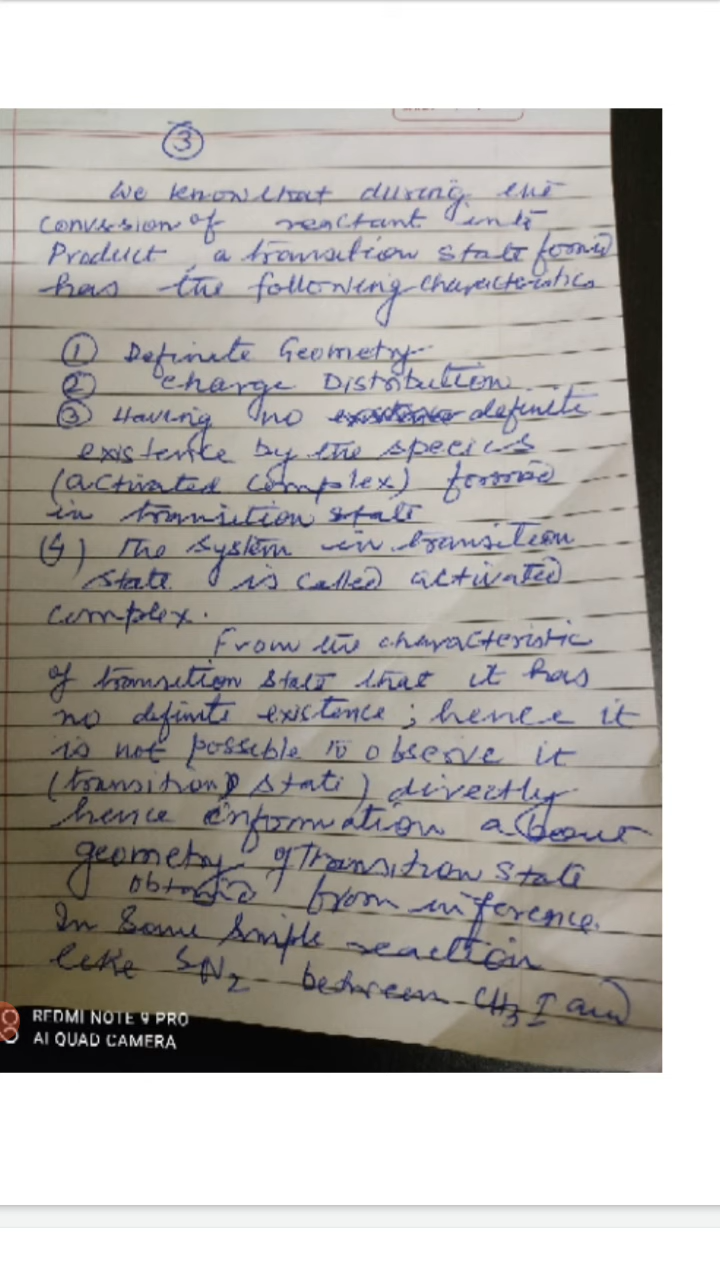 ③
We know that during the
Conversion of reactant into
Product, a transition state formed
has the following characteristics
① Definite Geometry
② Charge Distribution
③ Having no definite
existence by the species
(activated complex) formed
in transition state
(4) The system in transition
state is called activated
complex.
From the characteristic
of transition state that it has
no definite existence; hence it
is not possible to observe it
(transition state) directly
hence information about
geometry of Transition state
obtained from inference.
In Some Simple reaction
like SN2 between CH3I and
REDMI NOTE 9 PRO
AI QUAD CAMERA